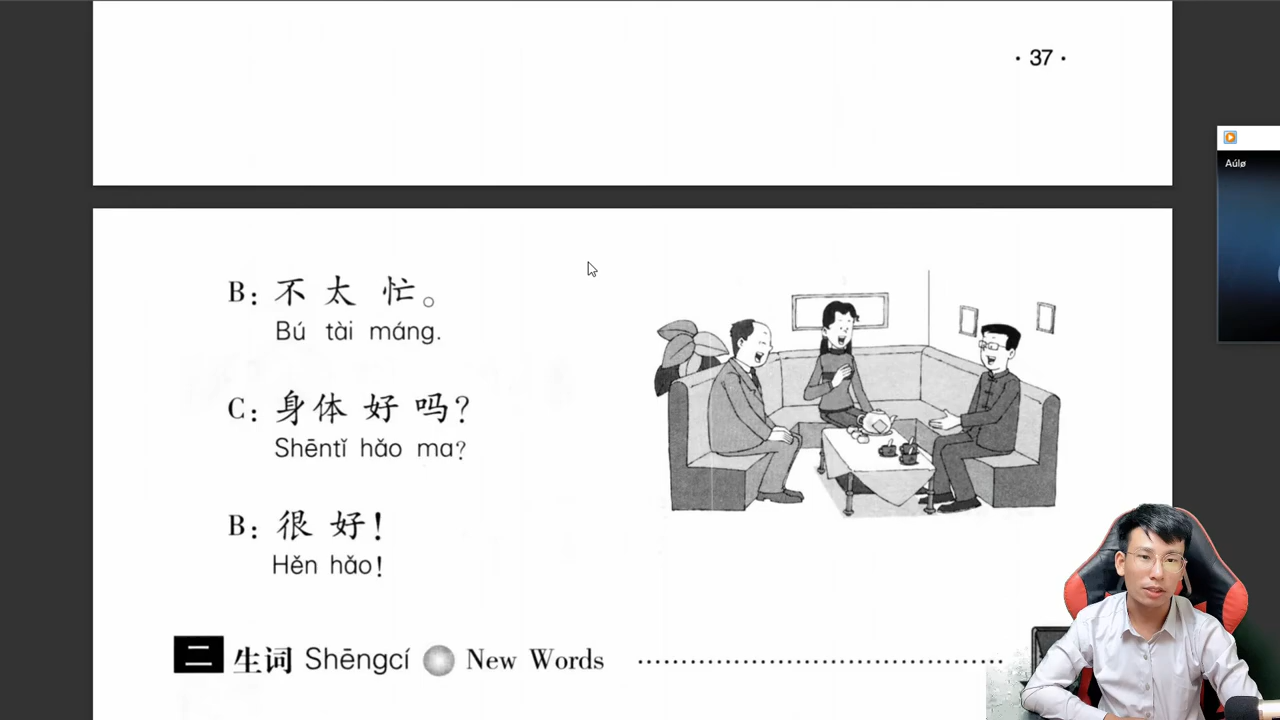 · 37 ·
Aúlø
B: 不 太 忙。
Bú tài máng.
C: 身体 好 吗?
Shēntǐ hǎo ma?
B: 很 好!
Hěn hǎo!
二 生词 Shēngcí New Words